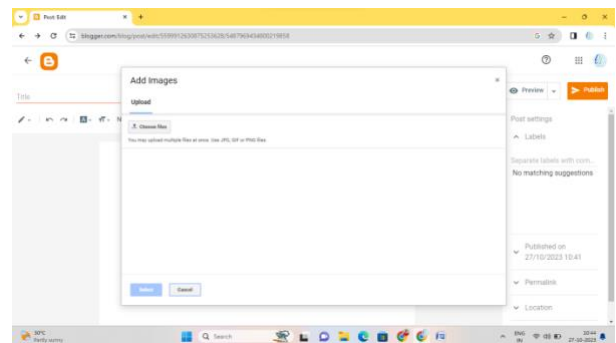 Post: Edit
blogger.com/blog/post/edit/5599912630875253628/5487969434800219858
Title
Preview
Publish
Add Images
Upload
Choose files
You may upload multiple files at once. Use JPG, GIF or PNG files.
Select
Cancel
Post settings
Labels
Separate labels with com...
No matching suggestions
Published on
27/10/2023 10:41
Permalink
Location
30°C
Partly sunny
Search
ENG
IN
10:44
27-10-2023